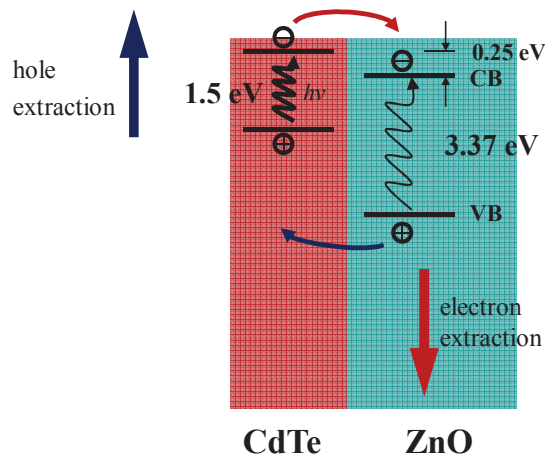 hole
extraction
1.5 eV
hν
0.25 eV
CB
3.37 eV
VB
electron
extraction
CdTe
ZnO